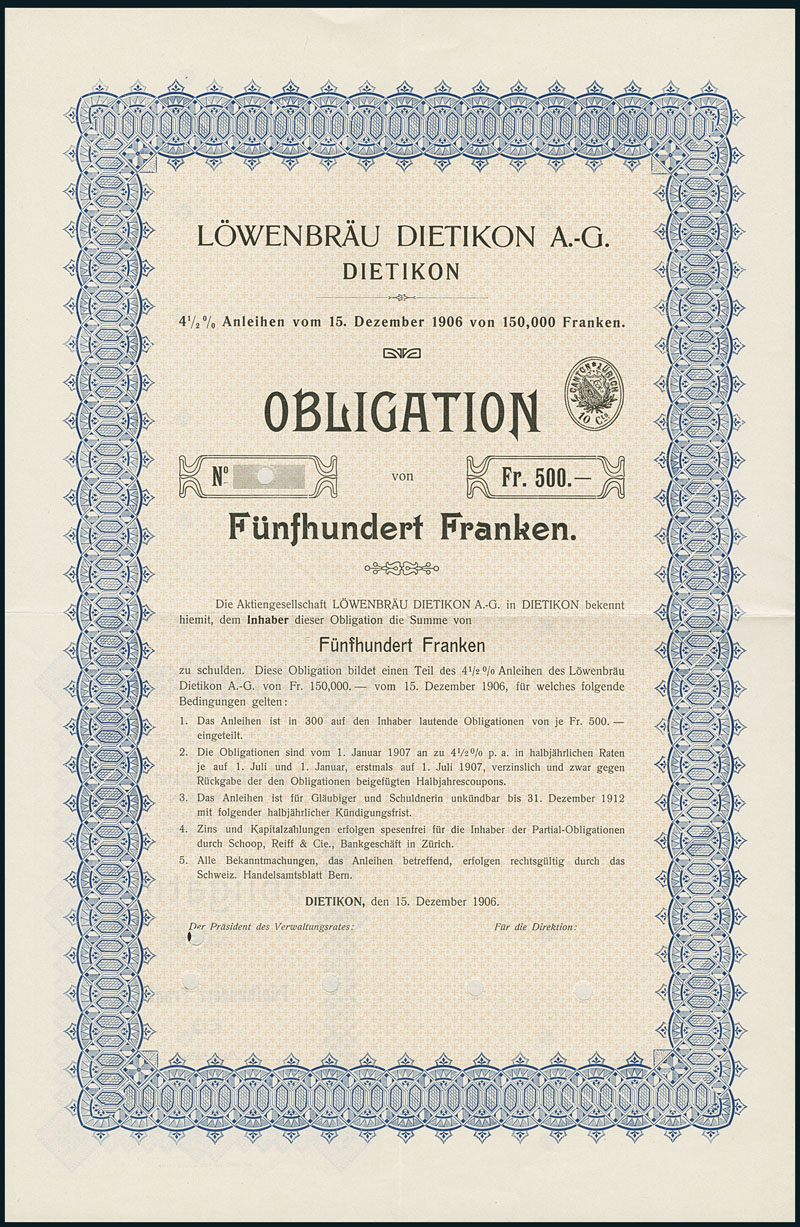 LÖWENBRÄU DIETIKON A.-G.
DIETIKON
4 1/2 % Anleihen vom 15. Dezember 1906 von 150,000 Franken.
OBLIGATION
CANTON ZÜRICH
10 Cts
No von Fr. 500.—
Fünfhundert Franken.
Die Aktiengesellschaft LÖWENBRÄU DIETIKON A.-G. in DIETIKON bekennt
hiemit, dem Inhaber dieser Obligation die Summe von
Fünfhundert Franken
zu schulden. Diese Obligation bildet einen Teil des 4 1/2 % Anleihen des Löwenbräu
Dietikon A.-G. von Fr. 150,000.— vom 15. Dezember 1906, für welches folgende
Bedingungen gelten:
1. Das Anleihen ist in 300 auf den Inhaber lautende Obligationen von je Fr. 500.—
eingeteilt.
2. Die Obligationen sind vom 1. Januar 1907 an zu 4 1/2 % p. a. in halbjährlichen Raten
je auf 1. Juli und 1. Januar, erstmals auf 1. Juli 1907, verzinslich und zwar gegen
Rückgabe der den Obligationen beigefügten Halbjahrescoupons.
3. Das Anleihen ist für Gläubiger und Schuldnerin unkündbar bis 31. Dezember 1912
mit folgender halbjährlicher Kündigungsfrist.
4. Zins und Kapitalzahlungen erfolgen spesenfrei für die Inhaber der Partial-Obligationen
durch Schoop, Reiff & Cie., Bankgeschäft in Zürich.
5. Alle Bekanntmachungen, das Anleihen betreffend, erfolgen rechtsgültig durch das
Schweiz. Handelsamtsblatt Bern.
DIETIKON, den 15. Dezember 1906.
Der Präsident des Verwaltungsrates: Für die Direktion: